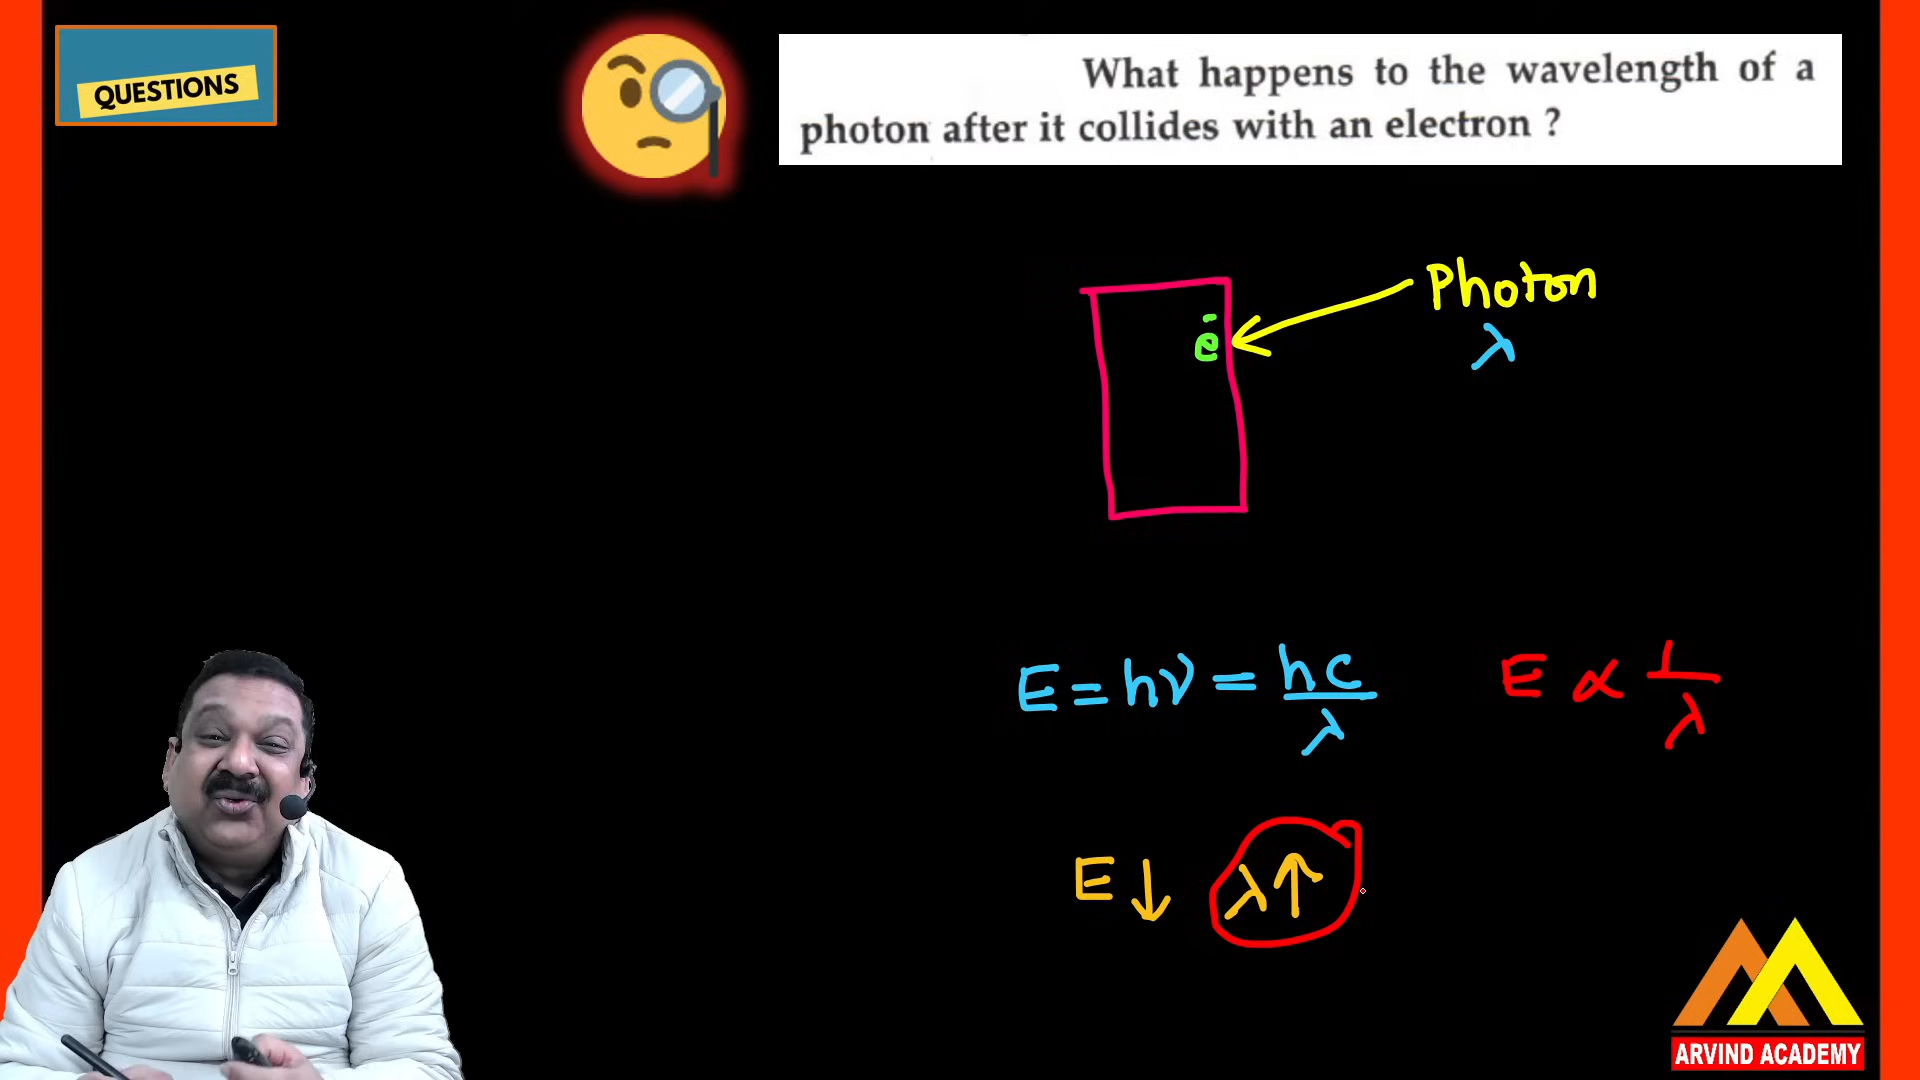 QUESTIONS
What happens to the wavelength of a
photon after it collides with an electron ?
Photon
λ
ē
E = hν = hc/λ
E ∝ 1/λ
E↓ λ↑
ARVIND ACADEMY